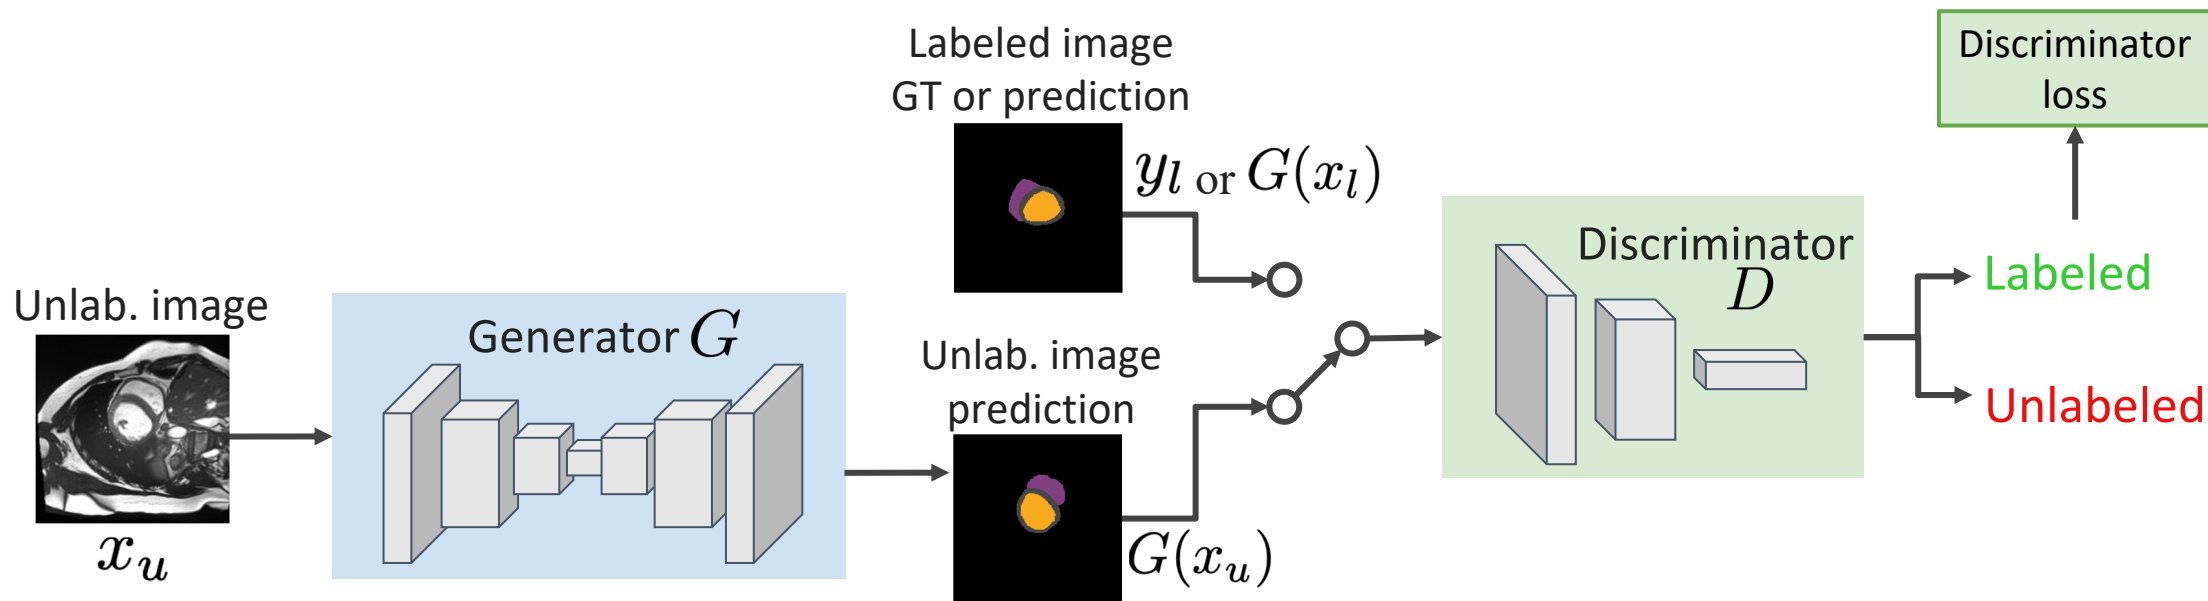 Unlab. image
x_u
Generator G
Labeled image
GT or prediction
y_l or G(x_l)
Unlab. image
prediction
G(x_u)
Discriminator
D
Discriminator
loss
Labeled
Unlabeled